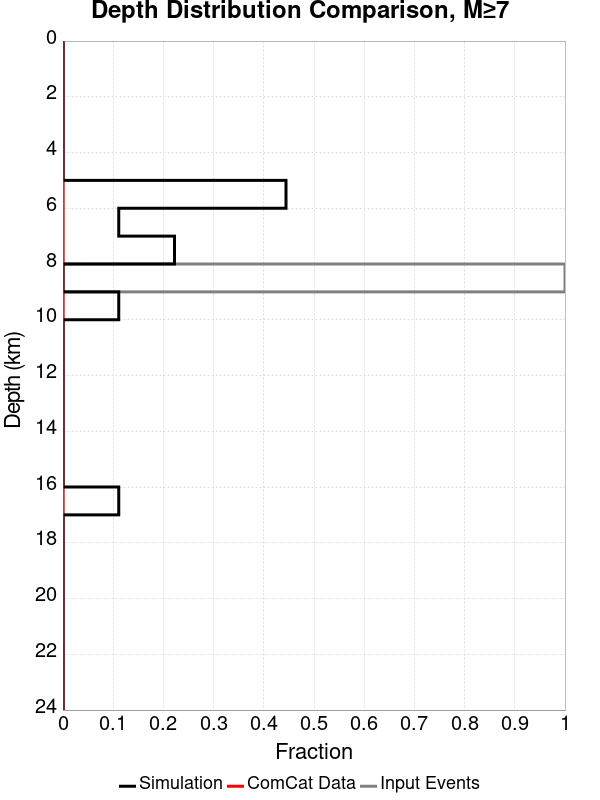 Depth Distribution Comparison, M≥7
0
2
4
6
8
10
12
14
16
18
20
22
24
Depth (km)
0 0.1 0.2 0.3 0.4 0.5 0.6 0.7 0.8 0.9 1
Fraction
Simulation ComCat Data Input Events